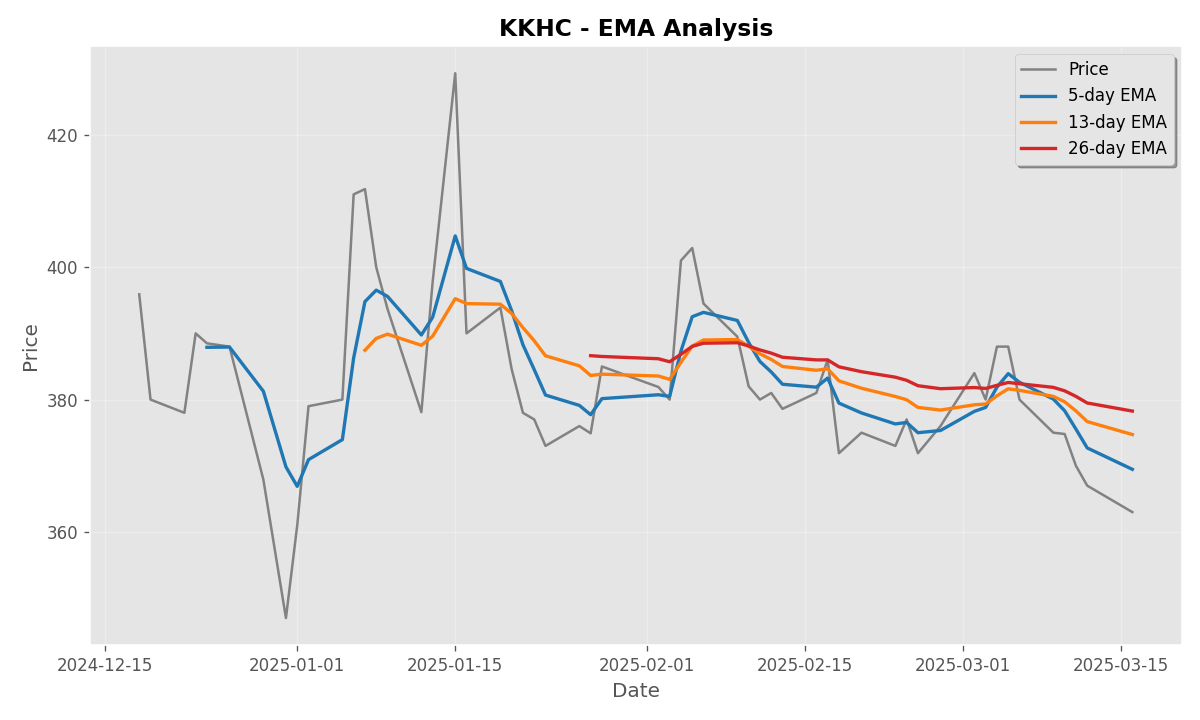 KKHC - EMA Analysis
Price
5-day EMA
13-day EMA
26-day EMA
420
400
380
360
Price
2024-12-15
2025-01-01
2025-01-15
2025-02-01
2025-02-15
2025-03-01
2025-03-15
Date